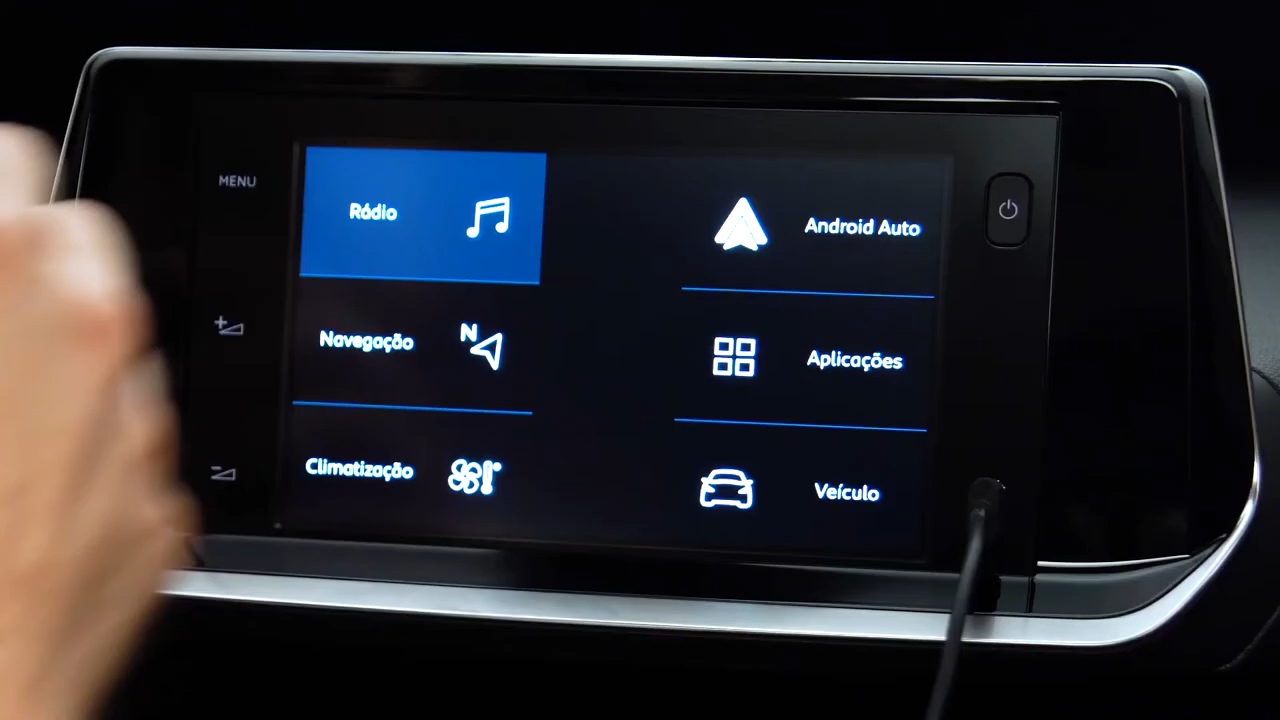 MENU
Rádio
Android Auto
Navegação
N
Aplicações
Climatização
Veículo